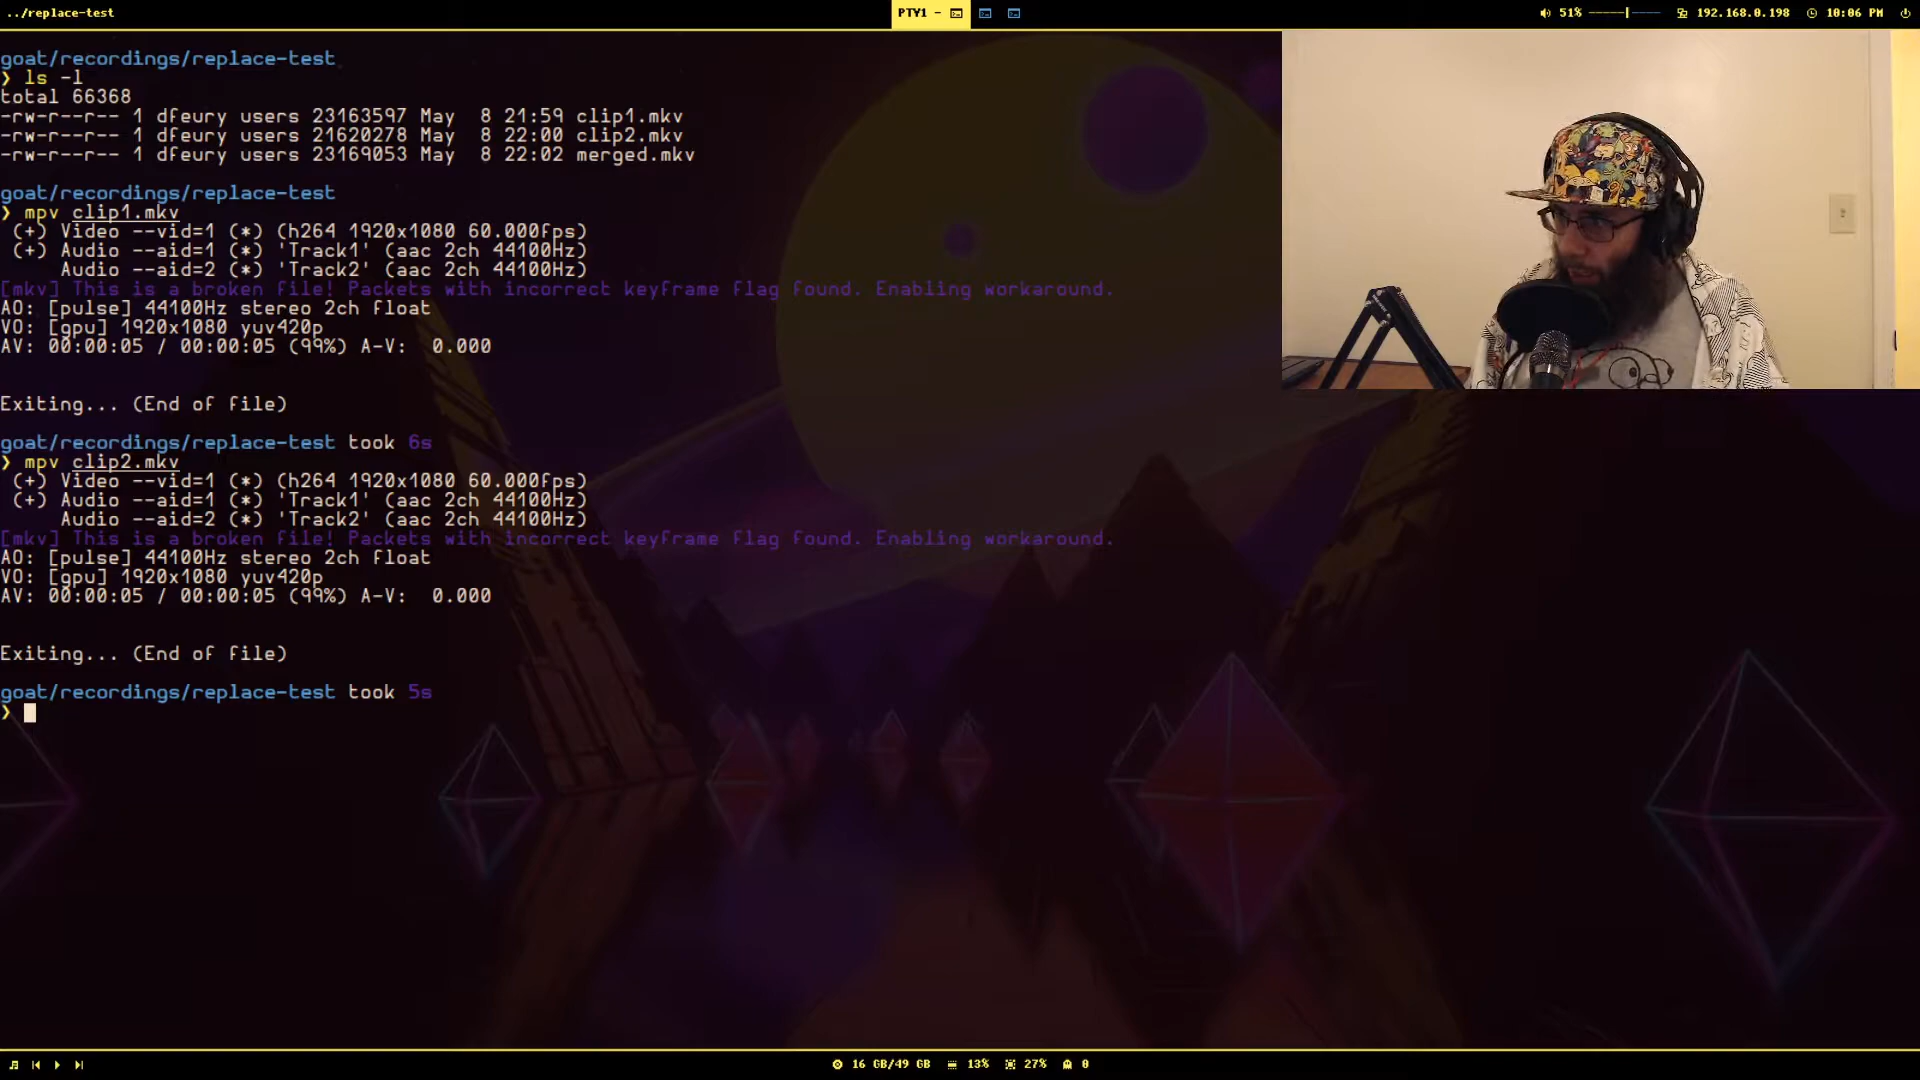 ../replace-test
PTY1 -
51%
192.168.0.198
10:06 PM
goat/recordings/replace-test
❯ ls -l
total 66368
-rw-r--r-- 1 dfeury users 23163597 May  8 21:59 clip1.mkv
-rw-r--r-- 1 dfeury users 21620278 May  8 22:00 clip2.mkv
-rw-r--r-- 1 dfeury users 23169053 May  8 22:02 merged.mkv
goat/recordings/replace-test
❯ mpv clip1.mkv
(+) Video --vid=1 (*) (h264 1920x1080 60.000fps)
(+) Audio --aid=1 (*) 'Track1' (aac 2ch 44100Hz)
Audio --aid=2 (*) 'Track2' (aac 2ch 44100Hz)
[mkv] This is a broken file! Packets with incorrect keyframe flag found. Enabling workaround.
AO: [pulse] 44100Hz stereo 2ch float
VO: [gpu] 1920x1080 yuv420p
AV: 00:00:05 / 00:00:05 (99%) A-V:  0.000
Exiting... (End of file)
goat/recordings/replace-test took 6s
❯ mpv clip2.mkv
(+) Video --vid=1 (*) (h264 1920x1080 60.000fps)
(+) Audio --aid=1 (*) 'Track1' (aac 2ch 44100Hz)
Audio --aid=2 (*) 'Track2' (aac 2ch 44100Hz)
[mkv] This is a broken file! Packets with incorrect keyframe flag found. Enabling workaround.
AO: [pulse] 44100Hz stereo 2ch float
VO: [gpu] 1920x1080 yuv420p
AV: 00:00:05 / 00:00:05 (99%) A-V:  0.000
Exiting... (End of file)
goat/recordings/replace-test took 5s
❯
16 GB/49 GB
13%
27%
0